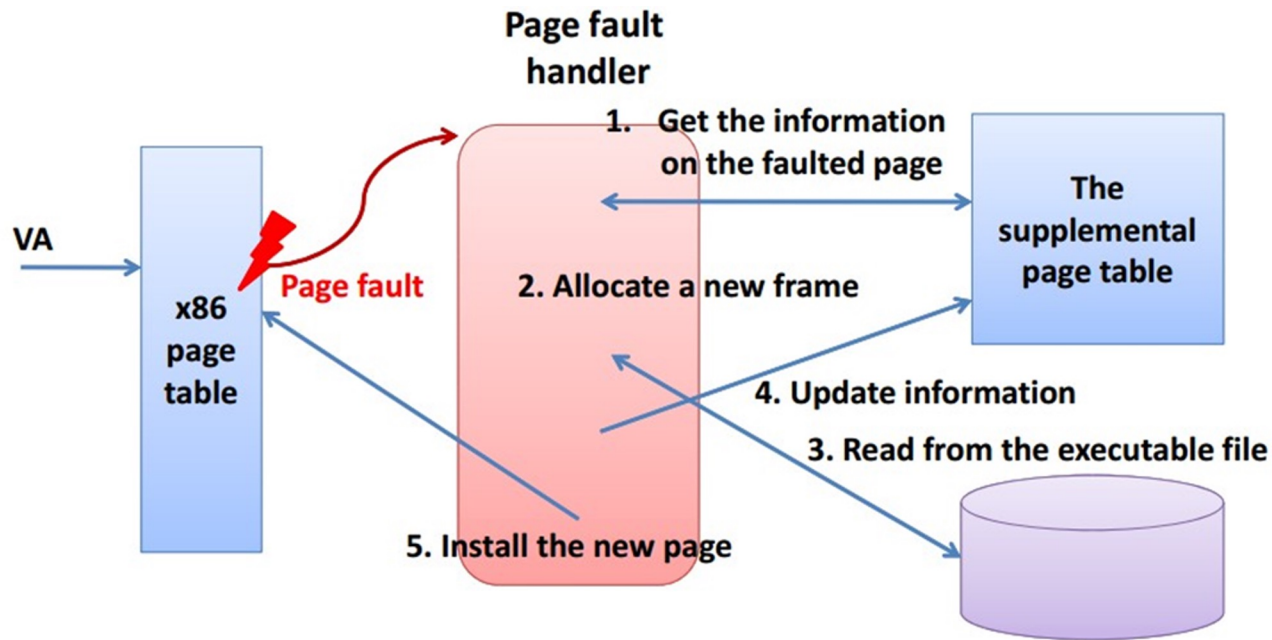 Page fault
handler
1. Get the information
on the faulted page
The
supplemental
page table
VA
Page fault
x86
page
table
2. Allocate a new frame
4. Update information
3. Read from the executable file
5. Install the new page